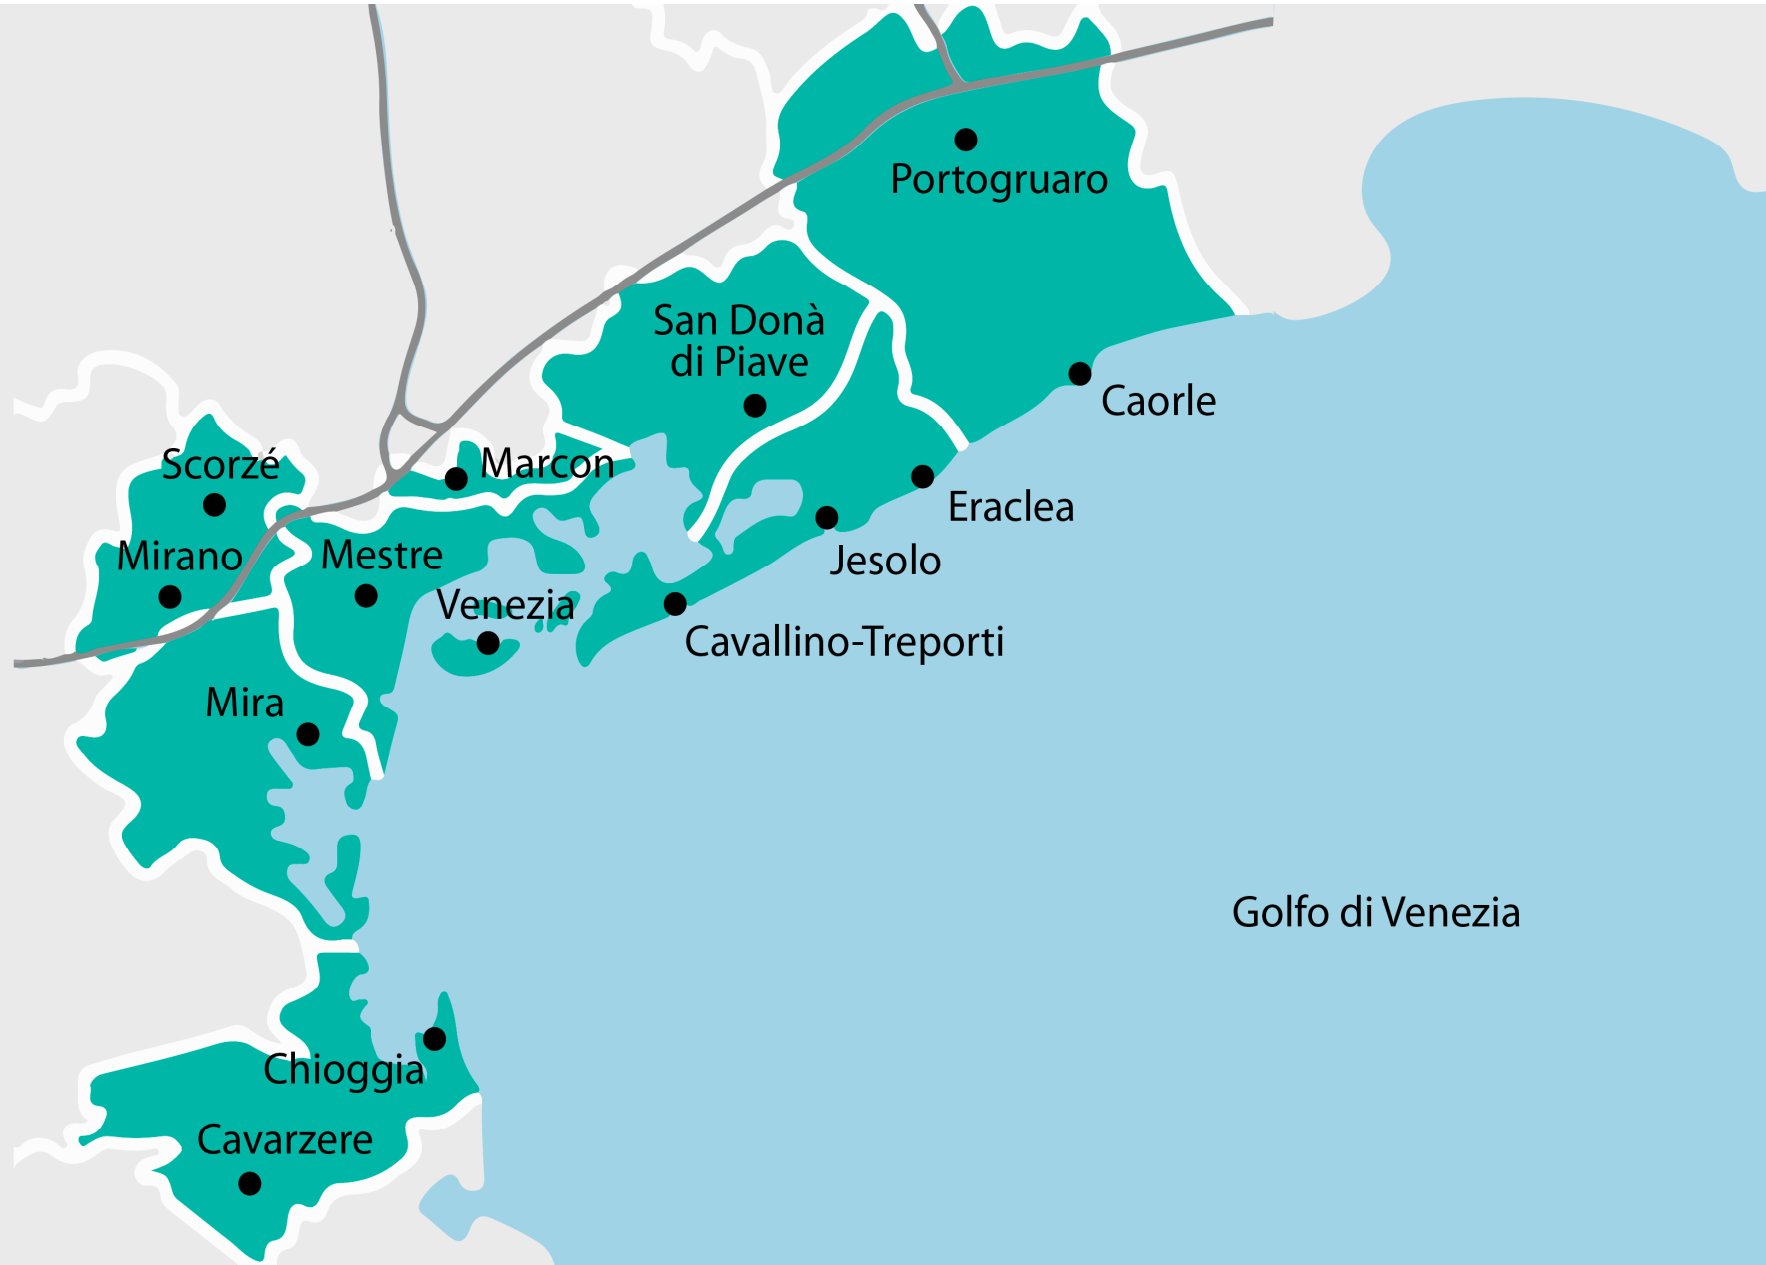 Portogruaro
San Donà
di Piave
Caorle
Scorzé
Marcon
Eraclea
Mirano
Mestre
Jesolo
Venezia
Cavallino-Treporti
Mira
Golfo di Venezia
Chioggia
Cavarzere